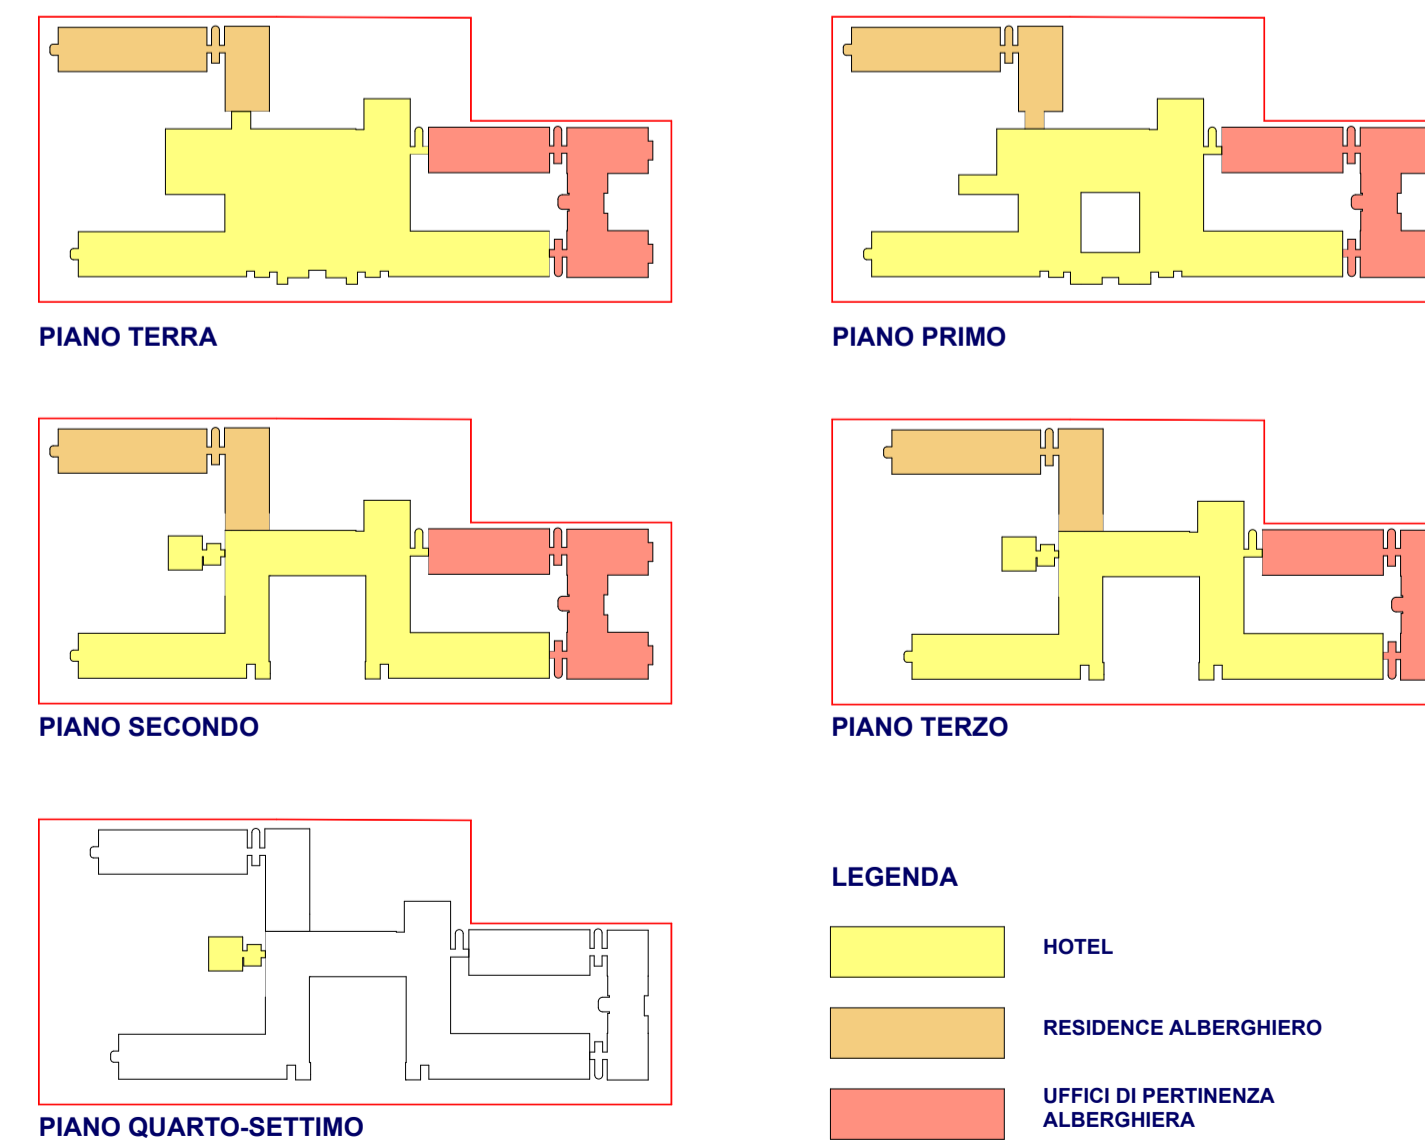 PIANO TERRA
PIANO PRIMO
PIANO SECONDO
PIANO TERZO
PIANO QUARTO-SETTIMO
LEGENDA
HOTEL
RESIDENCE ALBERGHIERO
UFFICI DI PERTINENZA
ALBERGHIERA